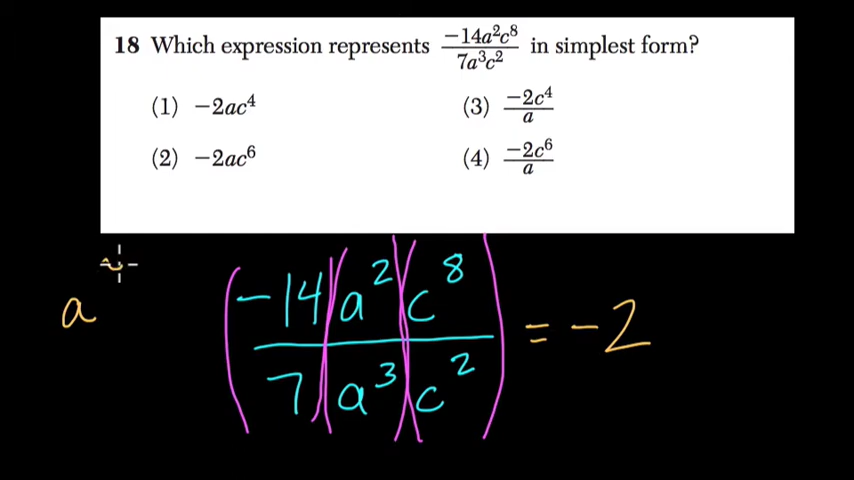 18 Which expression represents −14a²c⁸ / 7a³c² in simplest form?
(1) −2ac⁴
(3) −2c⁴ / a
(2) −2ac⁶
(4) −2c⁶ / a
a
(−14/7)(a²/a³)(c⁸/c²) = −2